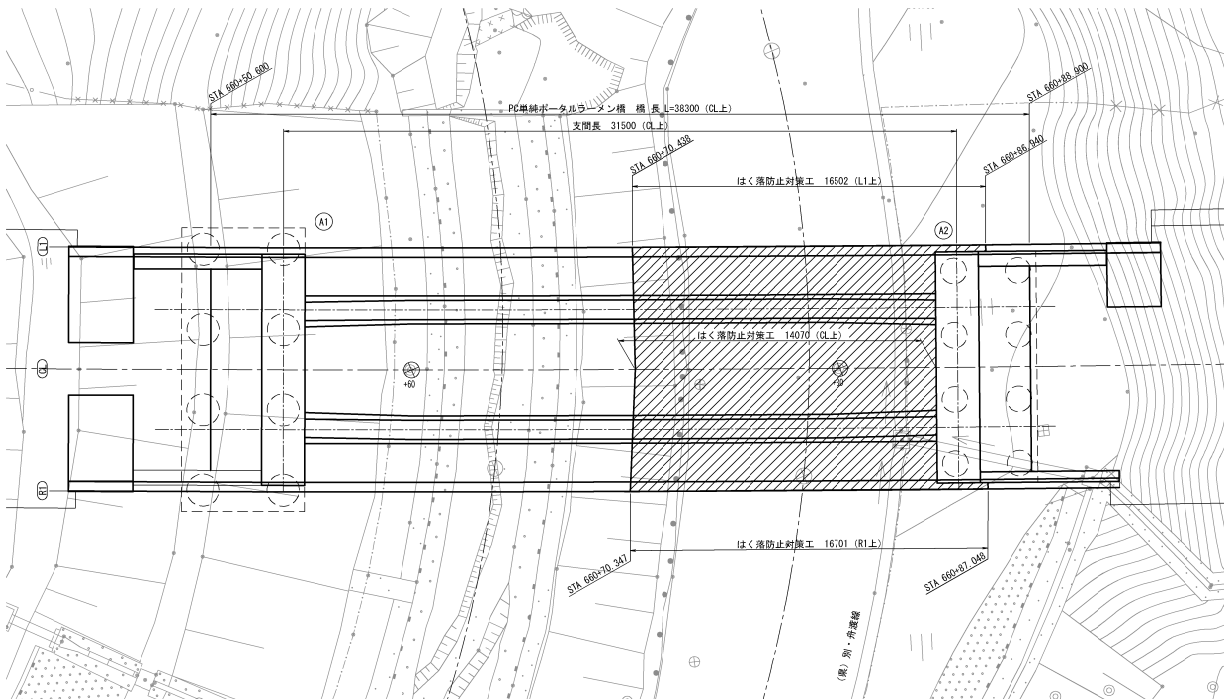 STA 660+50.600
STA 660+88.900
PC単純ポータルラーメン橋 橋 長 L=38300 (CL上)
支間長 31500 (CL上)
STA 660+70.438
STA 660+86.940
はく落防止対策工 16502 (L1上)
A1
A2
L1
はく落防止対策工 14070 (CL上)
CL
+60
R1
はく落防止対策工 16701 (R1上)
STA 660+70.347
STA 660+87.048
(県) 別・舟渡線